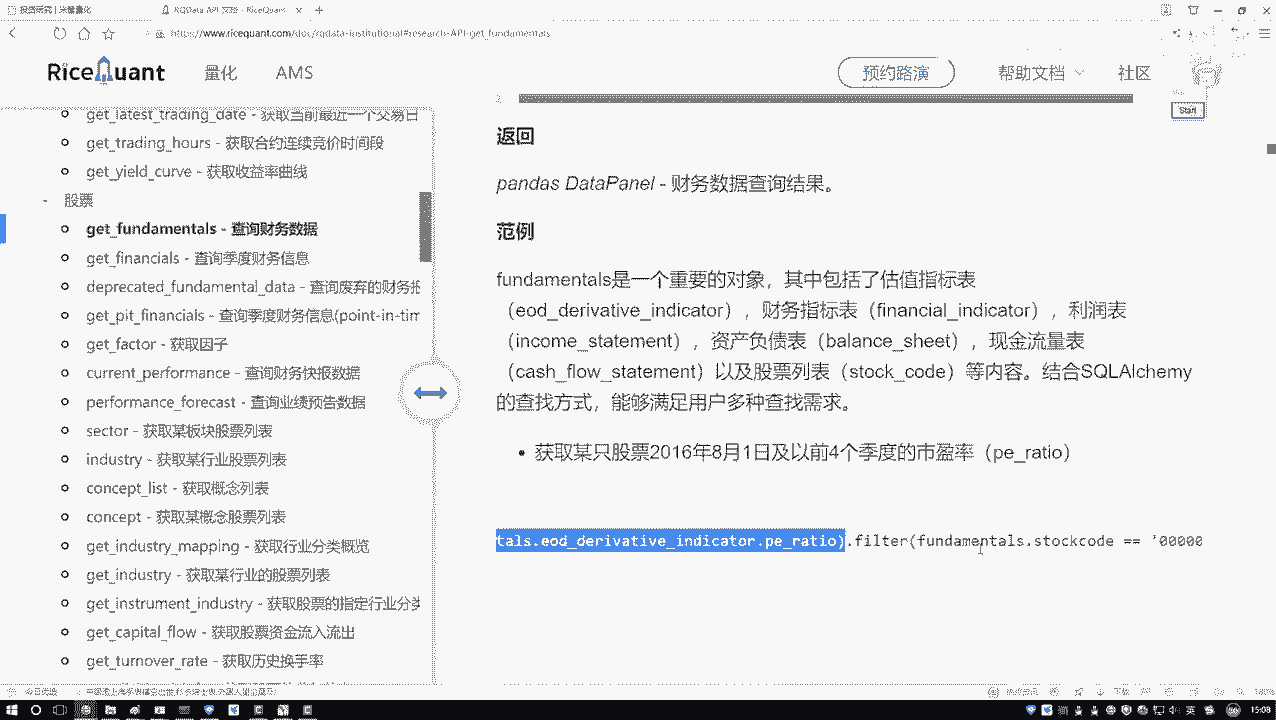 投资研究 | 米筐量化
RQData API 文档 - RiceQuant
https://www.ricequant.com/doc/rqdata-institutional#research-API-get_fundamentals
RiceQuant
量化
AMS
预约路演
帮助文档
社区
Start
get_latest_trading_date - 获取当前最近一个交易日
get_trading_hours - 获取合约连续竞价时间段
get_yield_curve - 获取收益率曲线
- 股票
get_fundamentals - 查询财务数据
get_financials - 查询季度财务信息
deprecated_fundamental_data - 查询废弃的财务
get_pit_financials - 查询季度财务信息(point-in-tim
get_factor - 获取因子
current_performance - 查询财务快报数据
performance_forecast - 查询业绩预告数据
sector - 获取某板块股票列表
industry - 获取某行业股票列表
concept_list - 获取概念列表
concept - 获取某概念股票列表
get_industry_mapping - 获取行业分类概览
get_industry - 获取某行业的股票列表
get_instrument_industry - 获取股票的指定行业分类
get_capital_flow - 获取股票资金流入流出
get_turnover_rate - 获取历史换手率
2
返回
pandas DataPanel - 财务数据查询结果。
范例
fundamentals是一个重要的对象，其中包括了估值指标表
（eod_derivative_indicator），财务指标表（financial_indicator），利润表
（income_statement），资产负债表（balance_sheet），现金流量表
（cash_flow_statement）以及股票列表（stock_code）等内容。结合SQLAlchemy
的查找方式，能够满足用户多种查找需求。
• 获取某只股票2016年8月1日及以前4个季度的市盈率（pe_ratio）
tals.eod_derivative_indicator.pe_ratio).filter(fundamentals.stockcode == '00000
今日优选
英
15:08